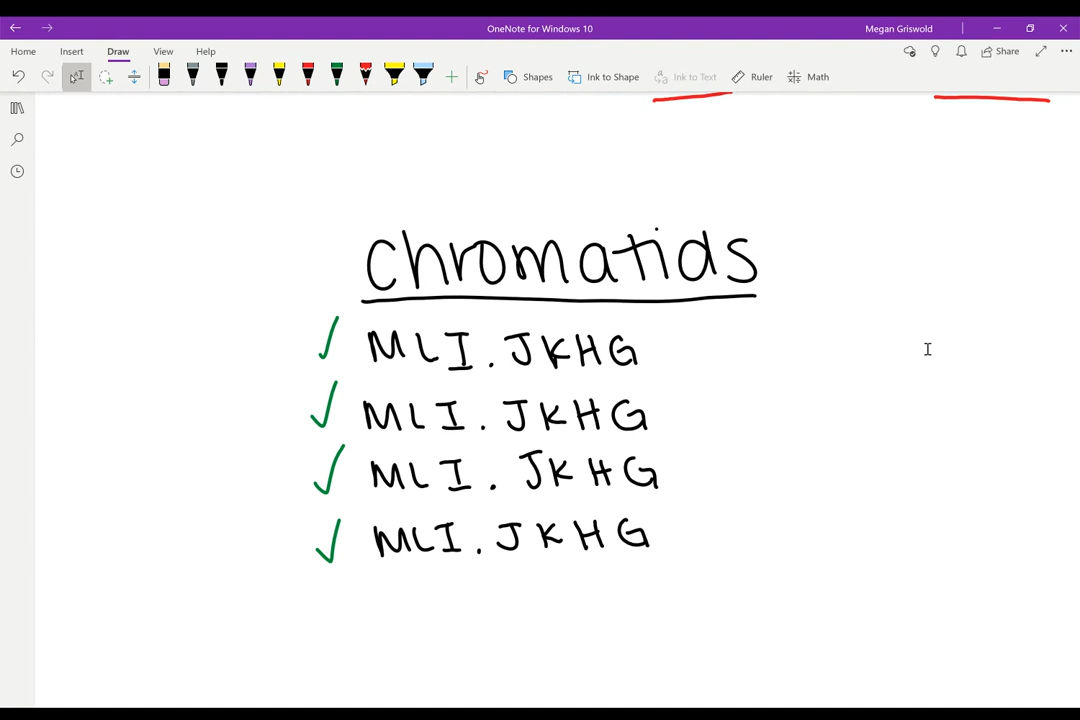 OneNote for Windows 10
Megan Griswold
Home Insert Draw View Help
Share
Shapes Ink to Shape Ink to Text Ruler Math
Chromatids
MLI.JKHG
MLI.JKHG
MLI.JKHG
MLI.JKHG